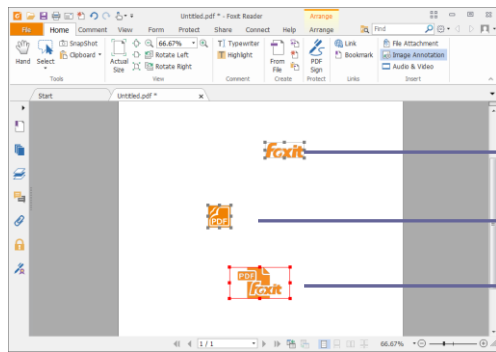 Untitled.pdf * - Foxit Reader
Arrange
File Home Comment View Form Protect Share Connect Help Arrange Find
Hand
Select
SnapShot
Clipboard
Tools
Actual Size
66.67%
Rotate Left
Rotate Right
View
Typewriter
Highlight
Comment
From File
Create
PDF Sign
Protect
Link
Bookmark
Links
File Attachment
Image Annotation
Audio & Video
Insert
Start
Untitled.pdf *
foxit
PDF
PDF
foxit
1 / 1
66.67%